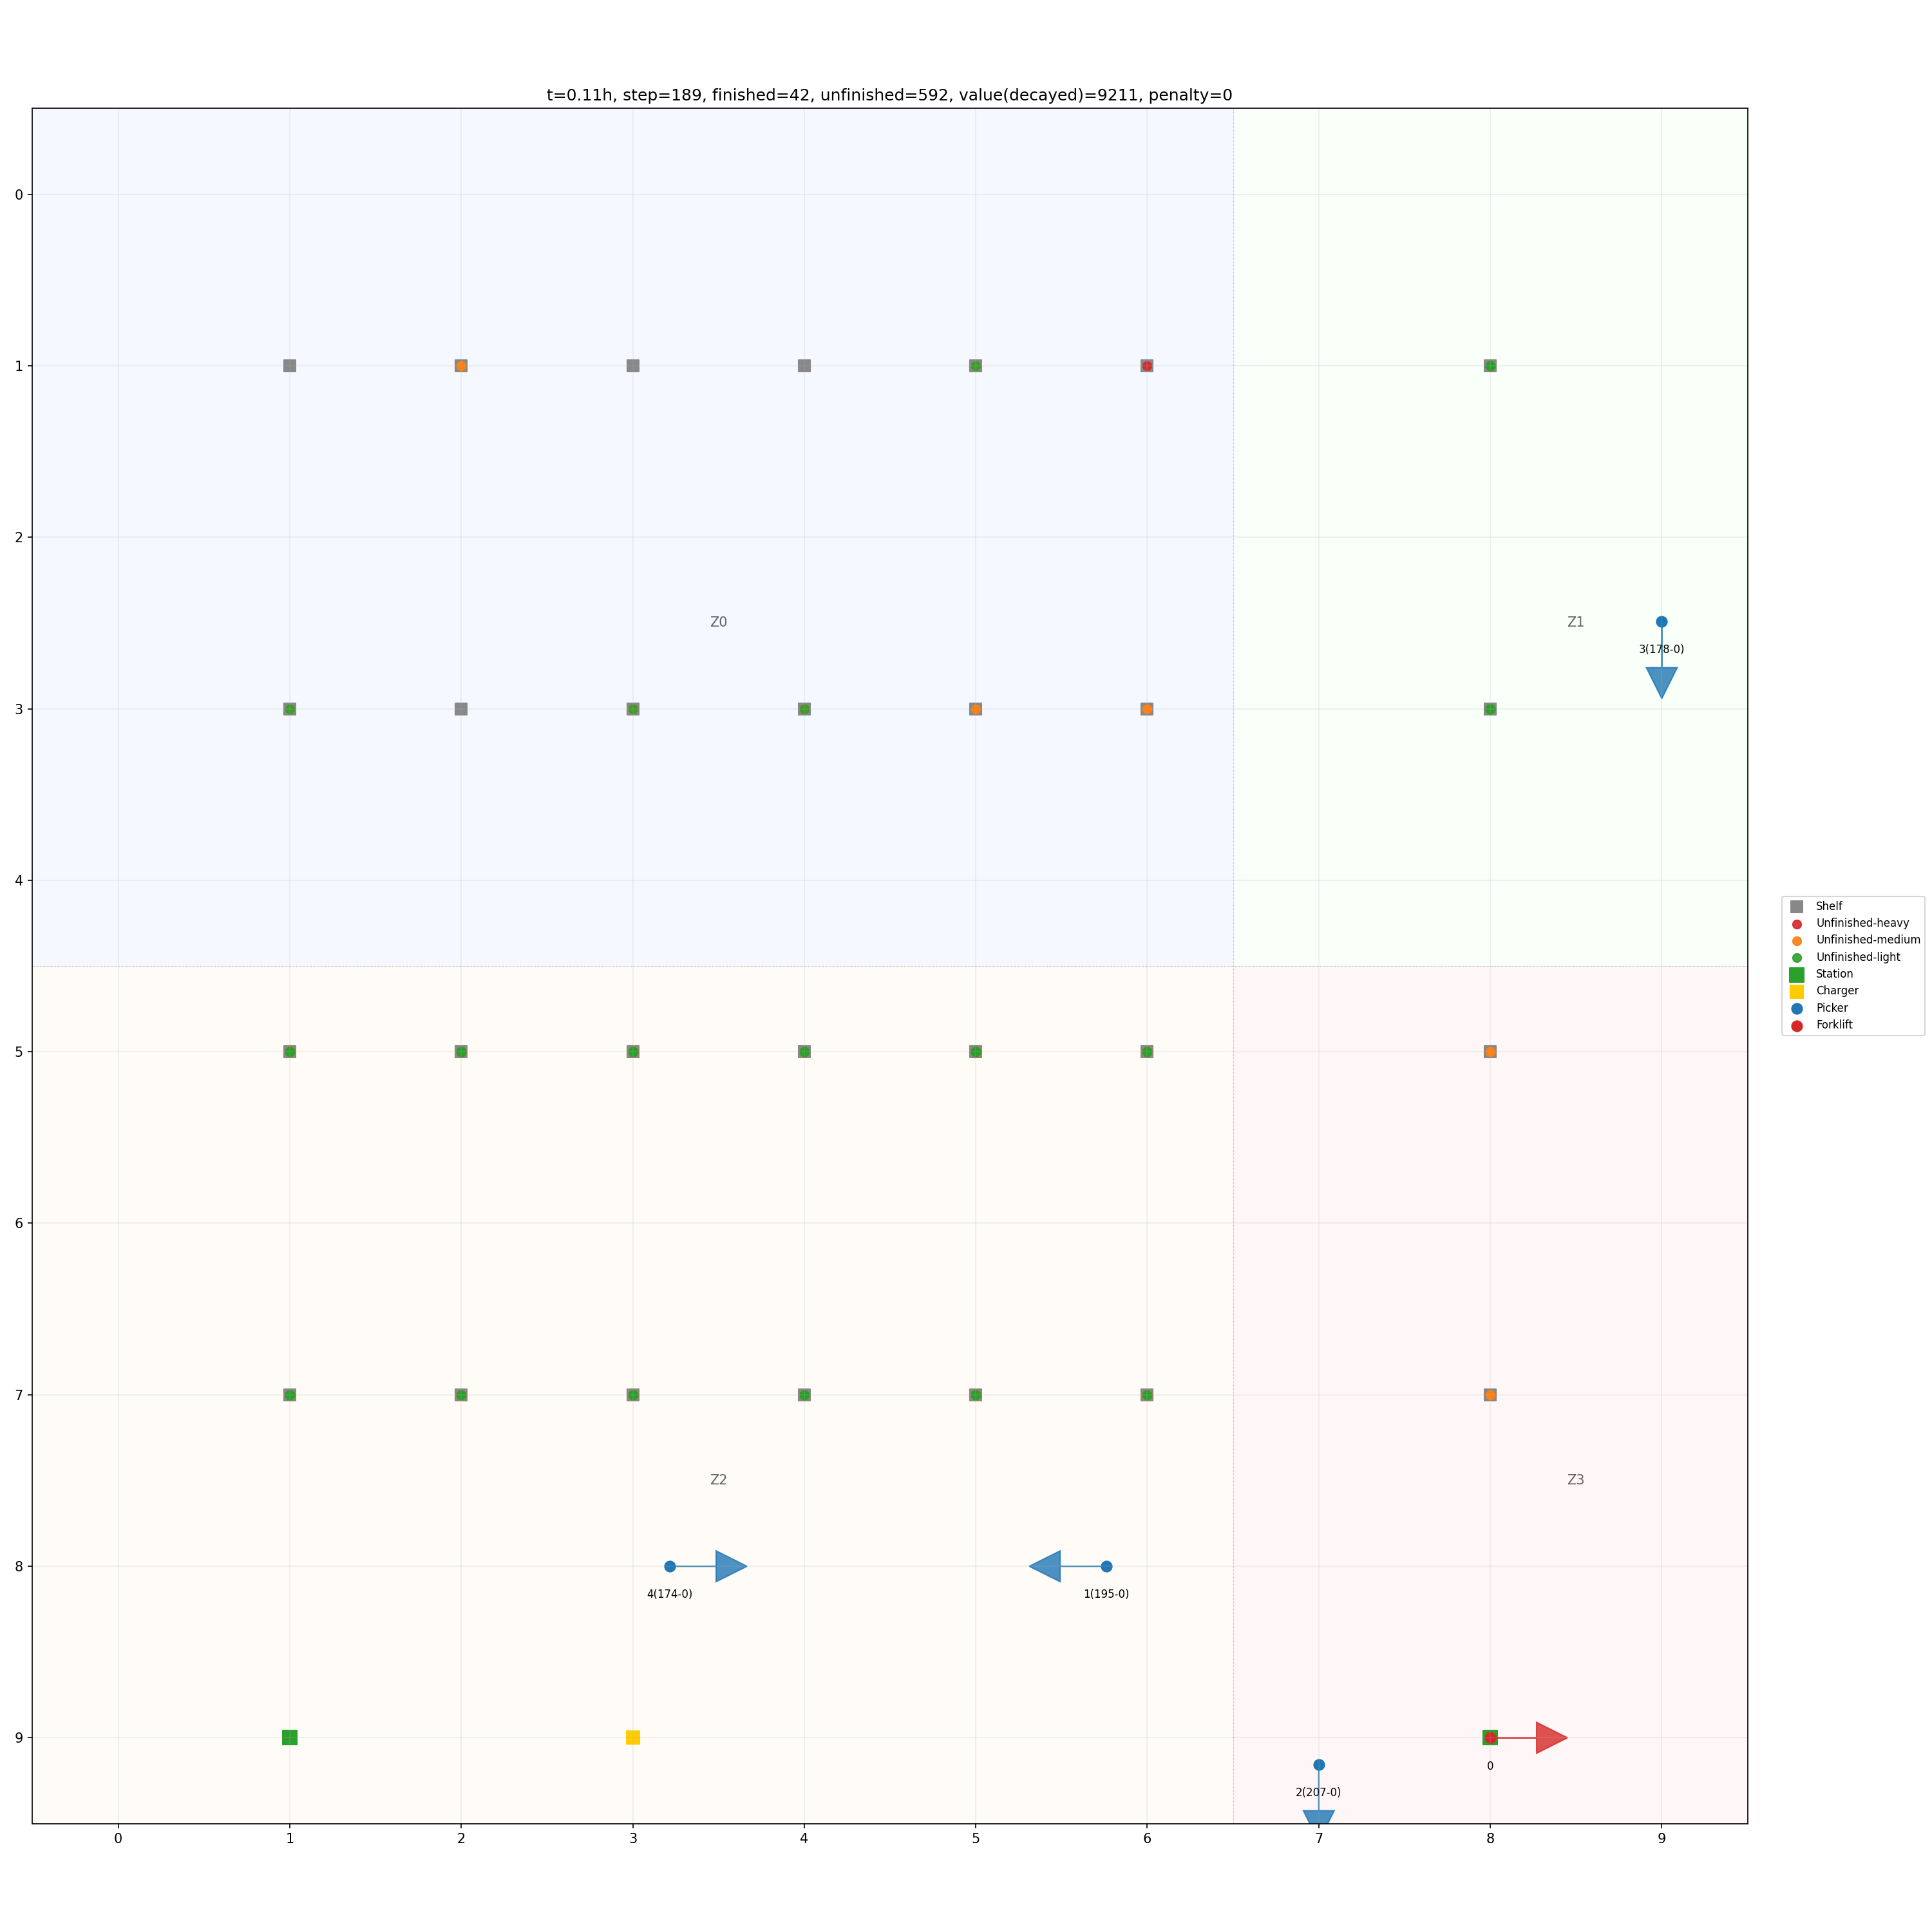 t=0.11h, step=189, finished=42, unfinished=592, value(decayed)=9211, penalty=0
0
1
2
Z0
Z1
3(178-0)
3
4
Shelf
Unfinished-heavy
Unfinished-medium
Unfinished-light
Station
Charger
Picker
Forklift
5
6
7
Z2
Z3
8
4(174-0)
1(195-0)
9
0
2(207-0)
0 1 2 3 4 5 6 7 8 9